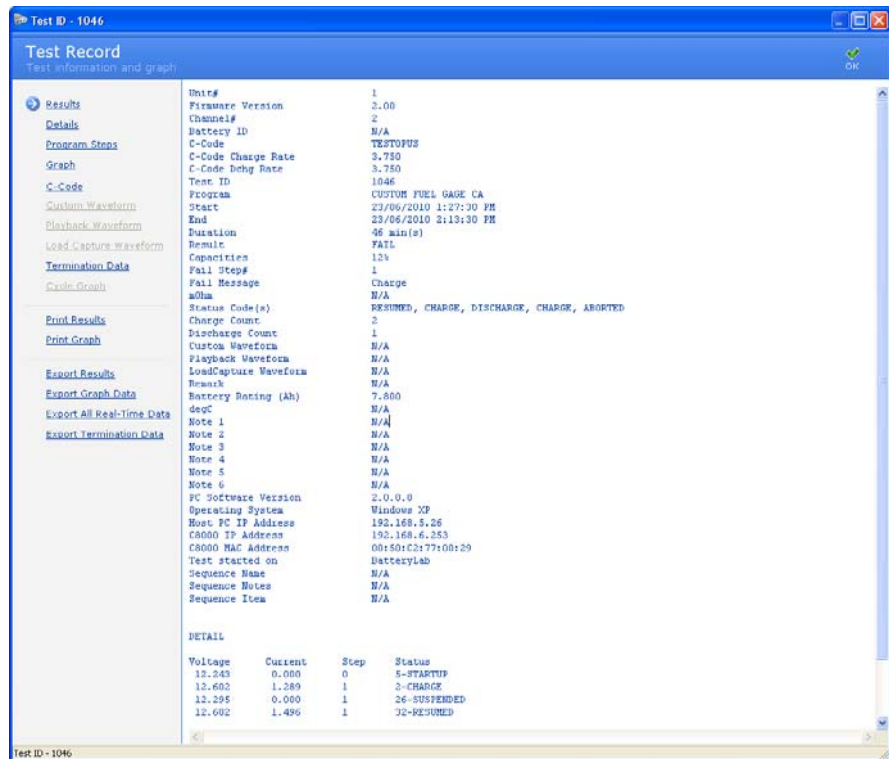 Test ID - 1046
Test Record
Test information and graph
OK
Results
Details
Program Steps
Graph
C-Code
Custom Waveform
Playback Waveform
Load Capture Waveform
Termination Data
Cycle Graph
Print Results
Print Graph
Export Results
Export Graph Data
Export All Real-Time Data
Export Termination Data
Unit# 1
Firmware Version 2.00
Channel# 2
Battery ID N/A
C-Code TESTOPUS
C-Code Charge Rate 3.750
C-Code Dchg Rate 3.750
Test ID 1046
Program CUSTOM FUEL GAGE CA
Start 23/06/2010 1:27:30 PM
End 23/06/2010 2:13:30 PM
Duration 46 min(s)
Result FAIL
Capacities 12%
Fail Step# 1
Fail Message Charge
mOhm N/A
Status Code(s) RESUMED, CHARGE, DISCHARGE, CHARGE, ABORTED
Charge Count 2
Discharge Count 1
Custom Waveform N/A
Playback Waveform N/A
LoadCapture Waveform N/A
Remark N/A
Battery Rating (Ah) 7.800
degC N/A
Note 1 N/A
Note 2 N/A
Note 3 N/A
Note 4 N/A
Note 5 N/A
Note 6 N/A
PC Software Version 2.0.0.0
Operating System Windows XP
Host PC IP Address 192.168.5.26
C8000 IP Address 192.168.6.253
C8000 MAC Address 00:50:C2:77:00:29
Test started on BatteryLab
Sequence Name N/A
Sequence Notes N/A
Sequence Item N/A
DETAIL
Voltage Current Step Status
12.243 0.000 0 5-STARTUP
12.602 1.289 1 2-CHARGE
12.295 0.000 1 26-SUSPENDED
12.602 1.496 1 32-RESUMED
Test ID - 1046